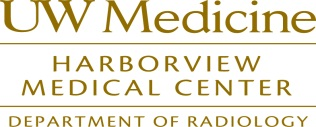 UW Medicine
HARBORVIEW
MEDICAL CENTER
DEPARTMENT OF RADIOLOGY